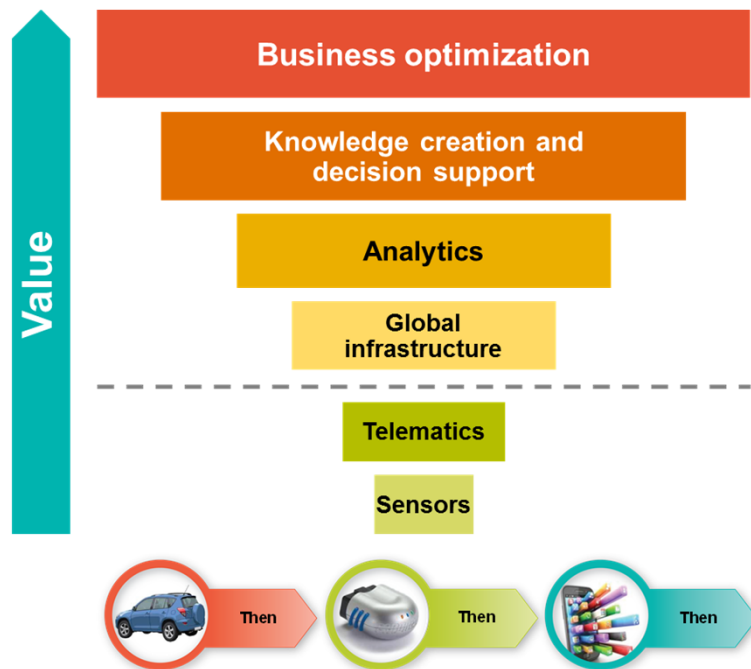 Business optimization
Knowledge creation and
decision support
Analytics
Global
infrastructure
Telematics
Sensors
Value
Then
Then
Then